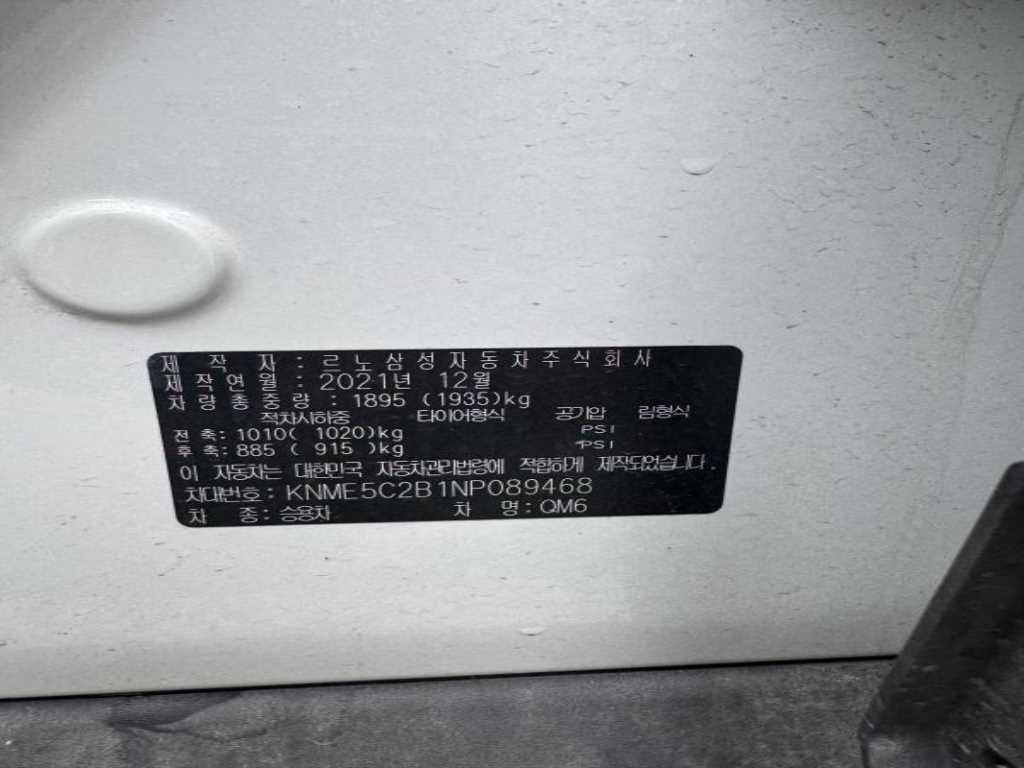 제 작 자 : 르노삼성자동차주식회사
제작연월 : 2021년 12월
차량총중량 : 1895 (1935)kg
적차시하중 타이어형식 공기압 림형식
전 축: 1010( 1020)kg PSI
후 축: 885 ( 915 )kg PSI
이 자동차는 대한민국 자동차관리법령에 적합하게 제작되었습니다.
차대번호: KNME5C2B1NP089468
차 종: 승용차 차 명: QM6